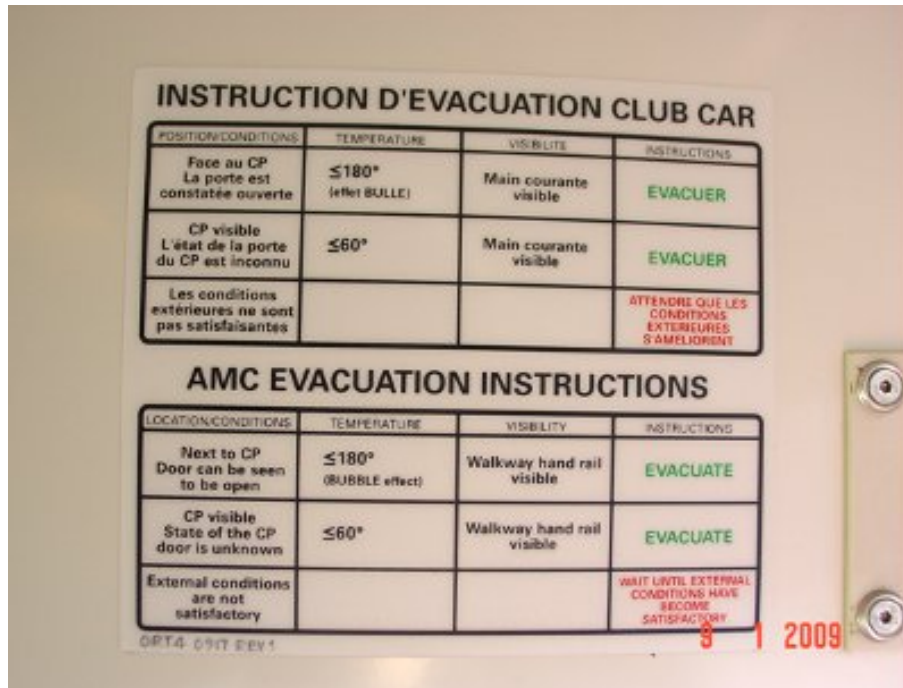 INSTRUCTION D'EVACUATION CLUB CAR
POSITION/CONDITIONS TEMPERATURE VISIBILITE INSTRUCTIONS
Face au CP
La porte est
constatée ouverte
≤180°
(effet BULLE)
Main courante
visible
EVACUER
CP visible
L'état de la porte
du CP est inconnu
≤60°
Main courante
visible
EVACUER
Les conditions
extérieures ne sont
pas satisfaisantes
ATTENDRE QUE LES
CONDITIONS
EXTERIEURES
S'AMELIORENT
AMC EVACUATION INSTRUCTIONS
LOCATION/CONDITIONS TEMPERATURE VISIBILITY INSTRUCTIONS
Next to CP
Door can be seen
to be open
≤180°
(BUBBLE effect)
Walkway hand rail
visible
EVACUATE
CP visible
State of the CP
door is unknown
≤60°
Walkway hand rail
visible
EVACUATE
External conditions
are not
satisfactory
WAIT UNTIL EXTERNAL
CONDITIONS HAVE
BECOME
SATISFACTORY
0917 REV1
9 1 2009